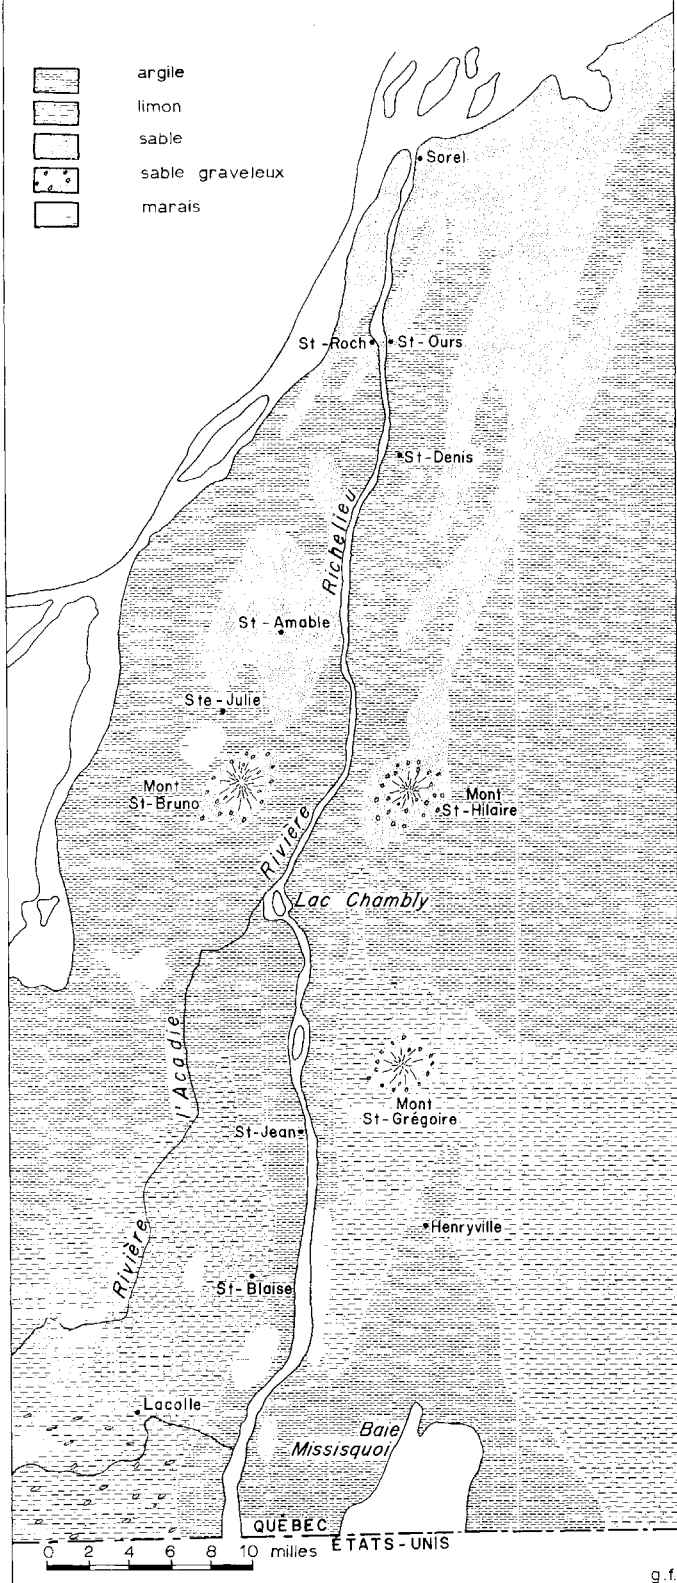 argile
limon
sable
sable graveleux
marais
Sorel
St-Roch
St-Ours
St-Denis
Richelieu
St-Amable
Ste-Julie
Mont
St-Bruno
Mont
St-Hilaire
Rivière
Lac Chambly
l'Acadie
Mont
St-Grégoire
St-Jean
Henryville
Rivière
St-Blaise
Lacolle
Baie
Missisquoi
QUÉBEC
ÉTATS-UNIS
0 2 4 6 8 10 milles
g.f.